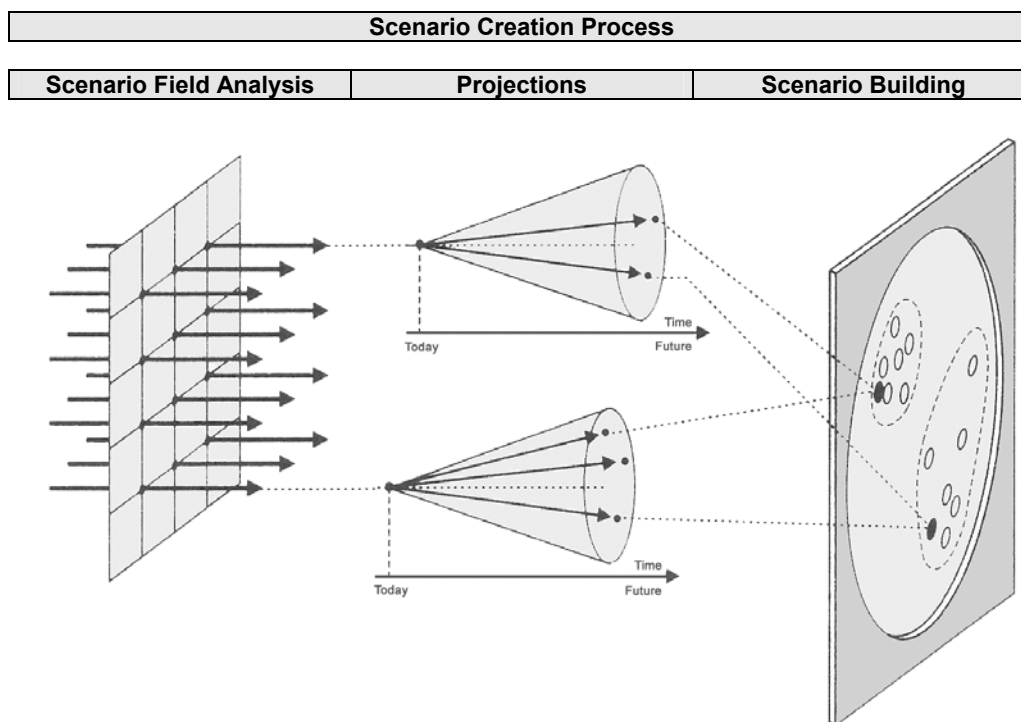 Scenario Creation Process
Scenario Field Analysis Projections Scenario Building
Time
Today Future
Time
Today Future